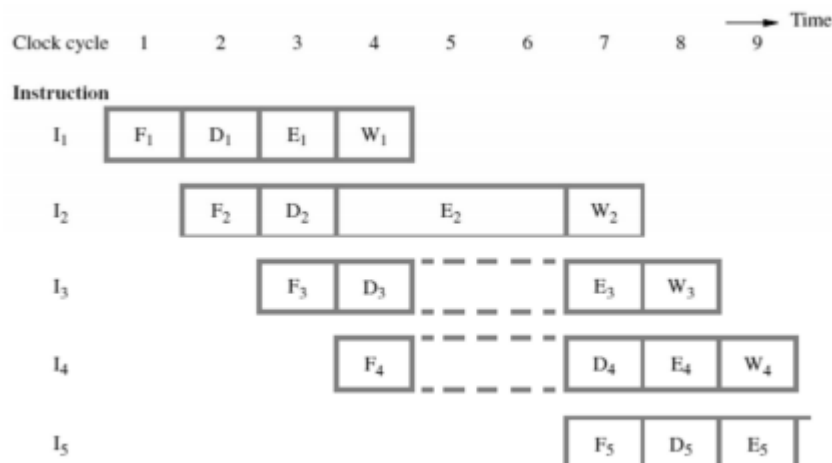 Time
Clock cycle 1 2 3 4 5 6 7 8 9
Instruction
I₁ F₁ D₁ E₁ W₁
I₂ F₂ D₂ E₂ W₂
I₃ F₃ D₃ E₃ W₃
I₄ F₄ D₄ E₄ W₄
I₅ F₅ D₅ E₅